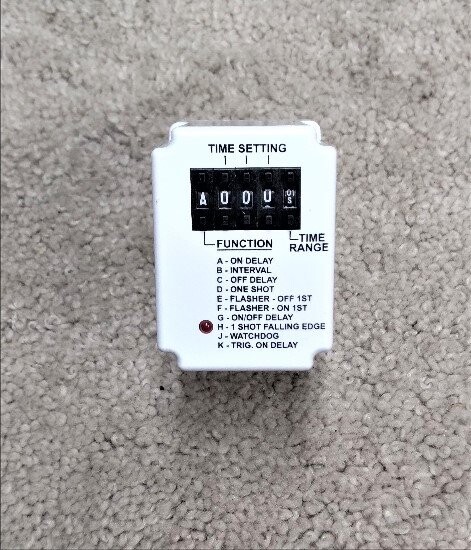 TIME SETTING
A 0 0 0 .01 S
FUNCTION
TIME RANGE
A - ON DELAY
B - INTERVAL
C - OFF DELAY
D - ONE SHOT
E - FLASHER - OFF 1ST
F - FLASHER - ON 1ST
G - ON/OFF DELAY
H - 1 SHOT FALLING EDGE
J - WATCHDOG
K - TRIG. ON DELAY